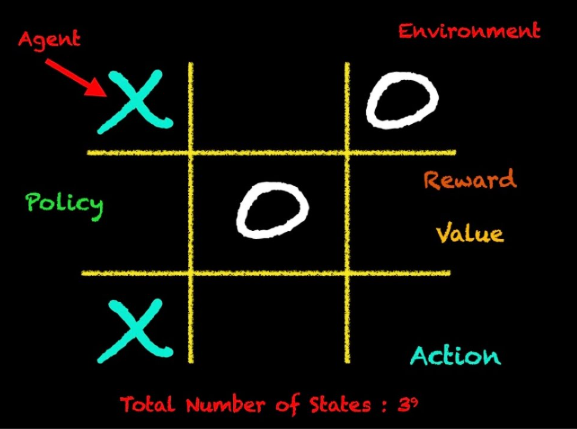 Agent
Environment
Reward
Policy
Value
Action
Total Number of States : 3⁹